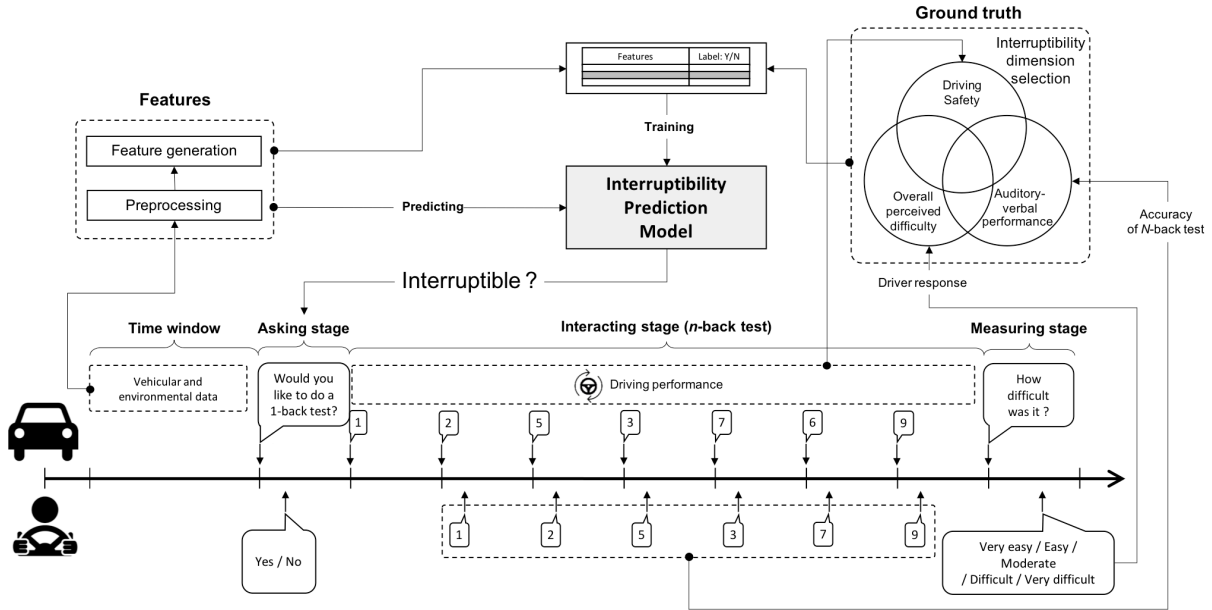 Ground truth
Interruptibility
dimension
selection
Driving
Safety
Overall
perceived
difficulty
Auditory-
verbal
performance
Features
Label: Y/N
Features
Feature generation
Preprocessing
Training
Predicting
Interruptibility
Prediction
Model
Accuracy
of N-back test
Driver response
Interruptible ?
Time window
Asking stage
Interacting stage (n-back test)
Measuring stage
Vehicular and
environmental data
Would you
like to do a
1-back test?
Driving performance
How
difficult
was it ?
1
2
5
3
7
6
9
1
2
5
3
7
9
Yes / No
Very easy / Easy /
Moderate
/ Difficult / Very difficult